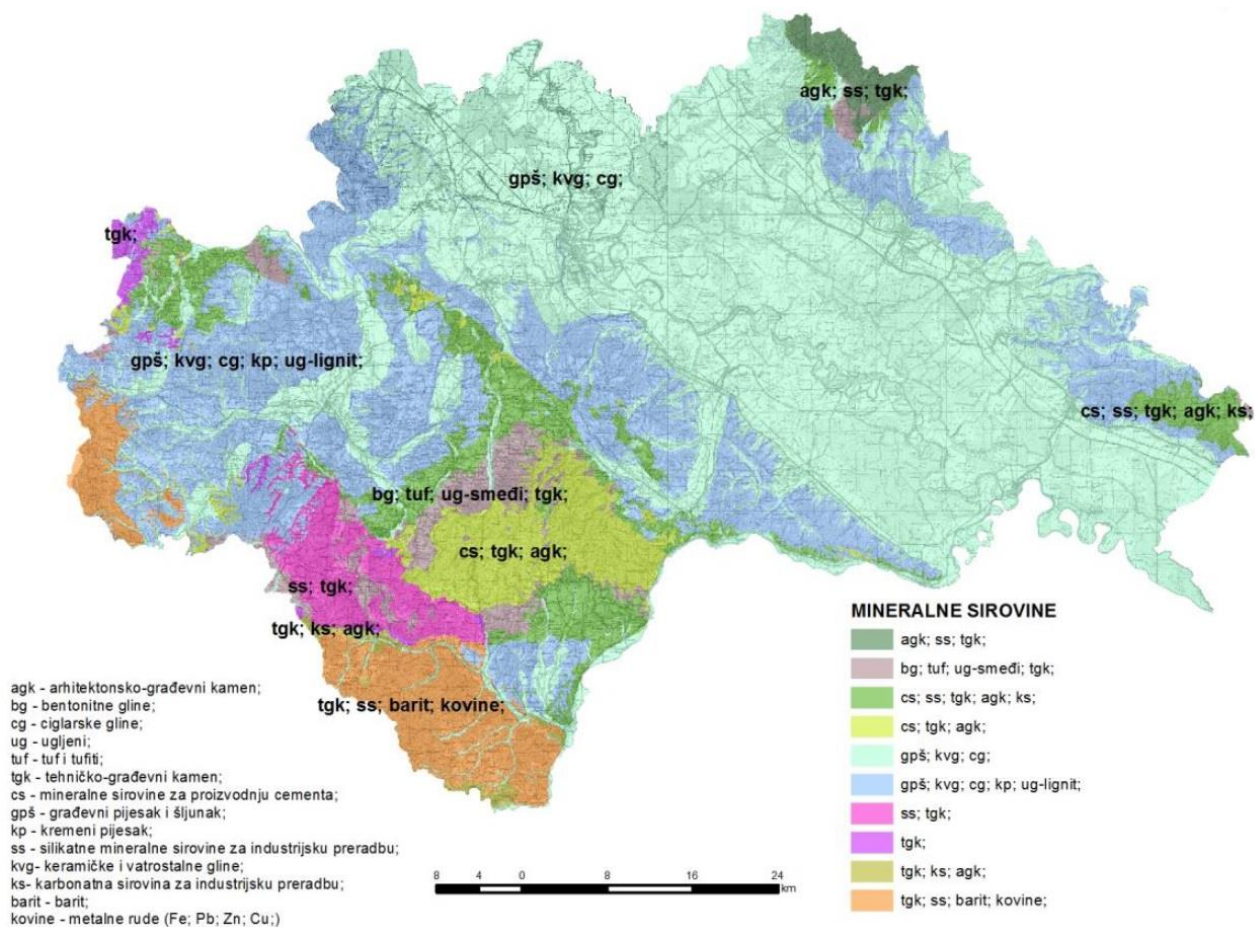 agk; ss; tgk;
gpš; kvg; cg;
tgk;
gpš; kvg; cg; kp; ug-lignit;
cs; ss; tgk; agk; ks;
bg; tuf; ug-smeđi; tgk;
cs; tgk; agk;
ss; tgk;
tgk; ks; agk;
tgk; ss; barit; kovine;
agk - arhitektonsko-građevni kamen;
bg - bentonitne gline;
cg - ciglarske gline;
ug - ugljeni;
tuf - tuf i tufiti;
tgk - tehničko-građevni kamen;
cs - mineralne sirovine za proizvodnju cementa;
gpš - građevni pijesak i šljunak;
kp - kremeni pijesak;
ss - silikatne mineralne sirovine za industrijsku preradbu;
kvg- keramičke i vatrostalne gline;
ks- karbonatna sirovina za industrijsku preradbu;
barit - barit;
kovine - metalne rude (Fe; Pb; Zn; Cu;)
8 4 0 8 16 24
km
MINERALNE SIROVINE
agk; ss; tgk;
bg; tuf; ug-smeđi; tgk;
cs; ss; tgk; agk; ks;
cs; tgk; agk;
gpš; kvg; cg;
gpš; kvg; cg; kp; ug-lignit;
ss; tgk;
tgk;
tgk; ks; agk;
tgk; ss; barit; kovine;